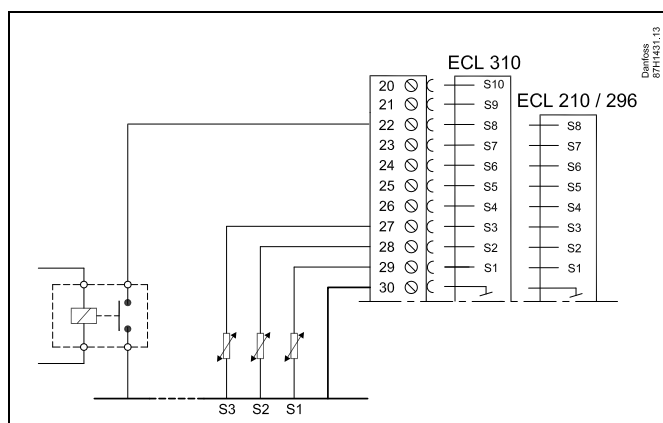 Danfoss
87H1431.13
ECL 310
ECL 210 / 296
20 S10
21 S9
22 S8 S8
23 S7 S7
24 S6 S6
25 S5 S5
26 S4 S4
27 S3 S3
28 S2 S2
29 S1 S1
30
S3 S2 S1